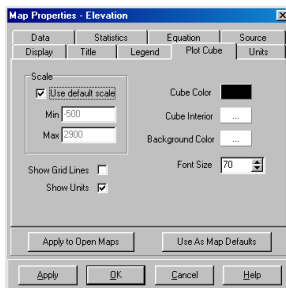 Map Properties - Elevation
Data Statistics Equation Source
Display Title Legend Plot Cube Units
Scale
Use default scale
Min -500
Max 2900
Show Grid Lines
Show Units
Cube Color
Cube Interior ...
Background Color ...
Font Size 70
Apply to Open Maps Use As Map Defaults
Apply OK Cancel Help